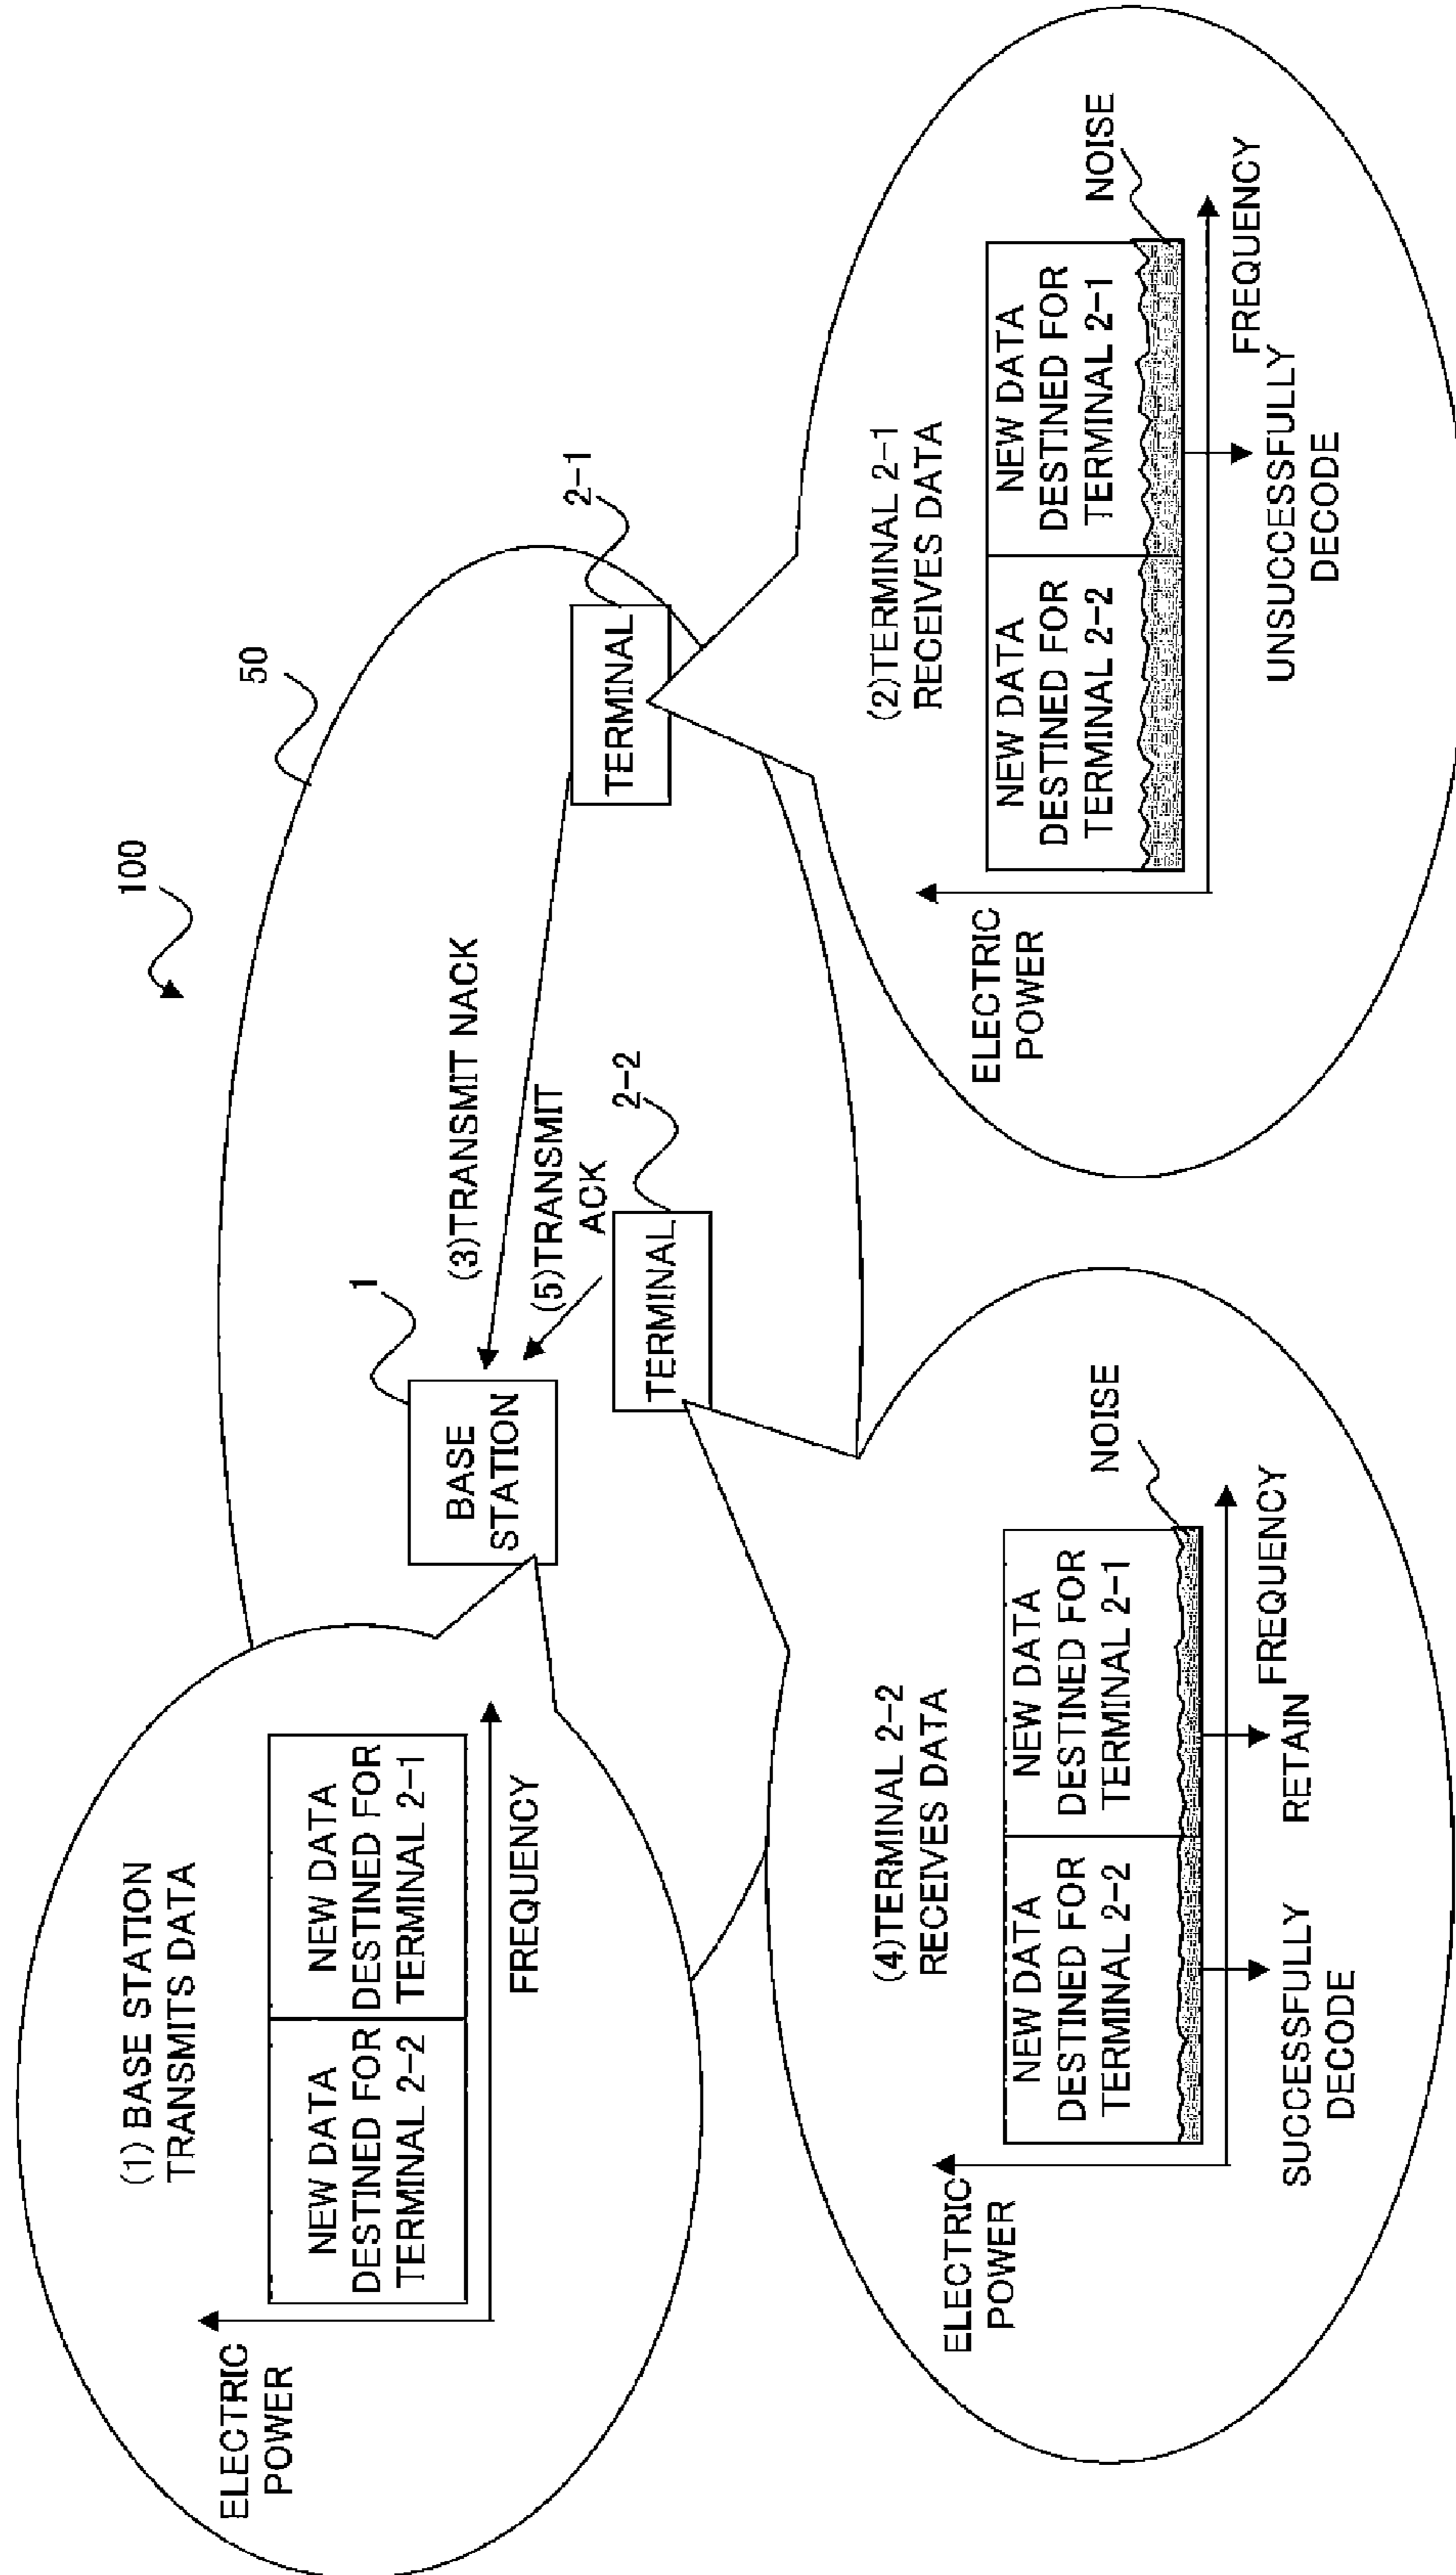 100
50
(1) BASE STATION
TRANSMITS DATA
ELECTRIC
POWER
NEW DATA
DESTINED FOR
TERMINAL 2-2
NEW DATA
DESTINED FOR
TERMINAL 2-1
FREQUENCY
1
BASE
STATION
(3)TRANSMIT NACK
(5)TRANSMIT
ACK
2-2
TERMINAL
2-1
TERMINAL
(4)TERMINAL 2-2
RECEIVES DATA
ELECTRIC
POWER
NEW DATA
DESTINED FOR
TERMINAL 2-2
NEW DATA
DESTINED FOR
TERMINAL 2-1
NOISE
FREQUENCY
SUCCESSFULLY
DECODE
RETAIN
(2)TERMINAL 2-1
RECEIVES DATA
ELECTRIC
POWER
NEW DATA
DESTINED FOR
TERMINAL 2-2
NEW DATA
DESTINED FOR
TERMINAL 2-1
NOISE
FREQUENCY
UNSUCCESSFULLY
DECODE